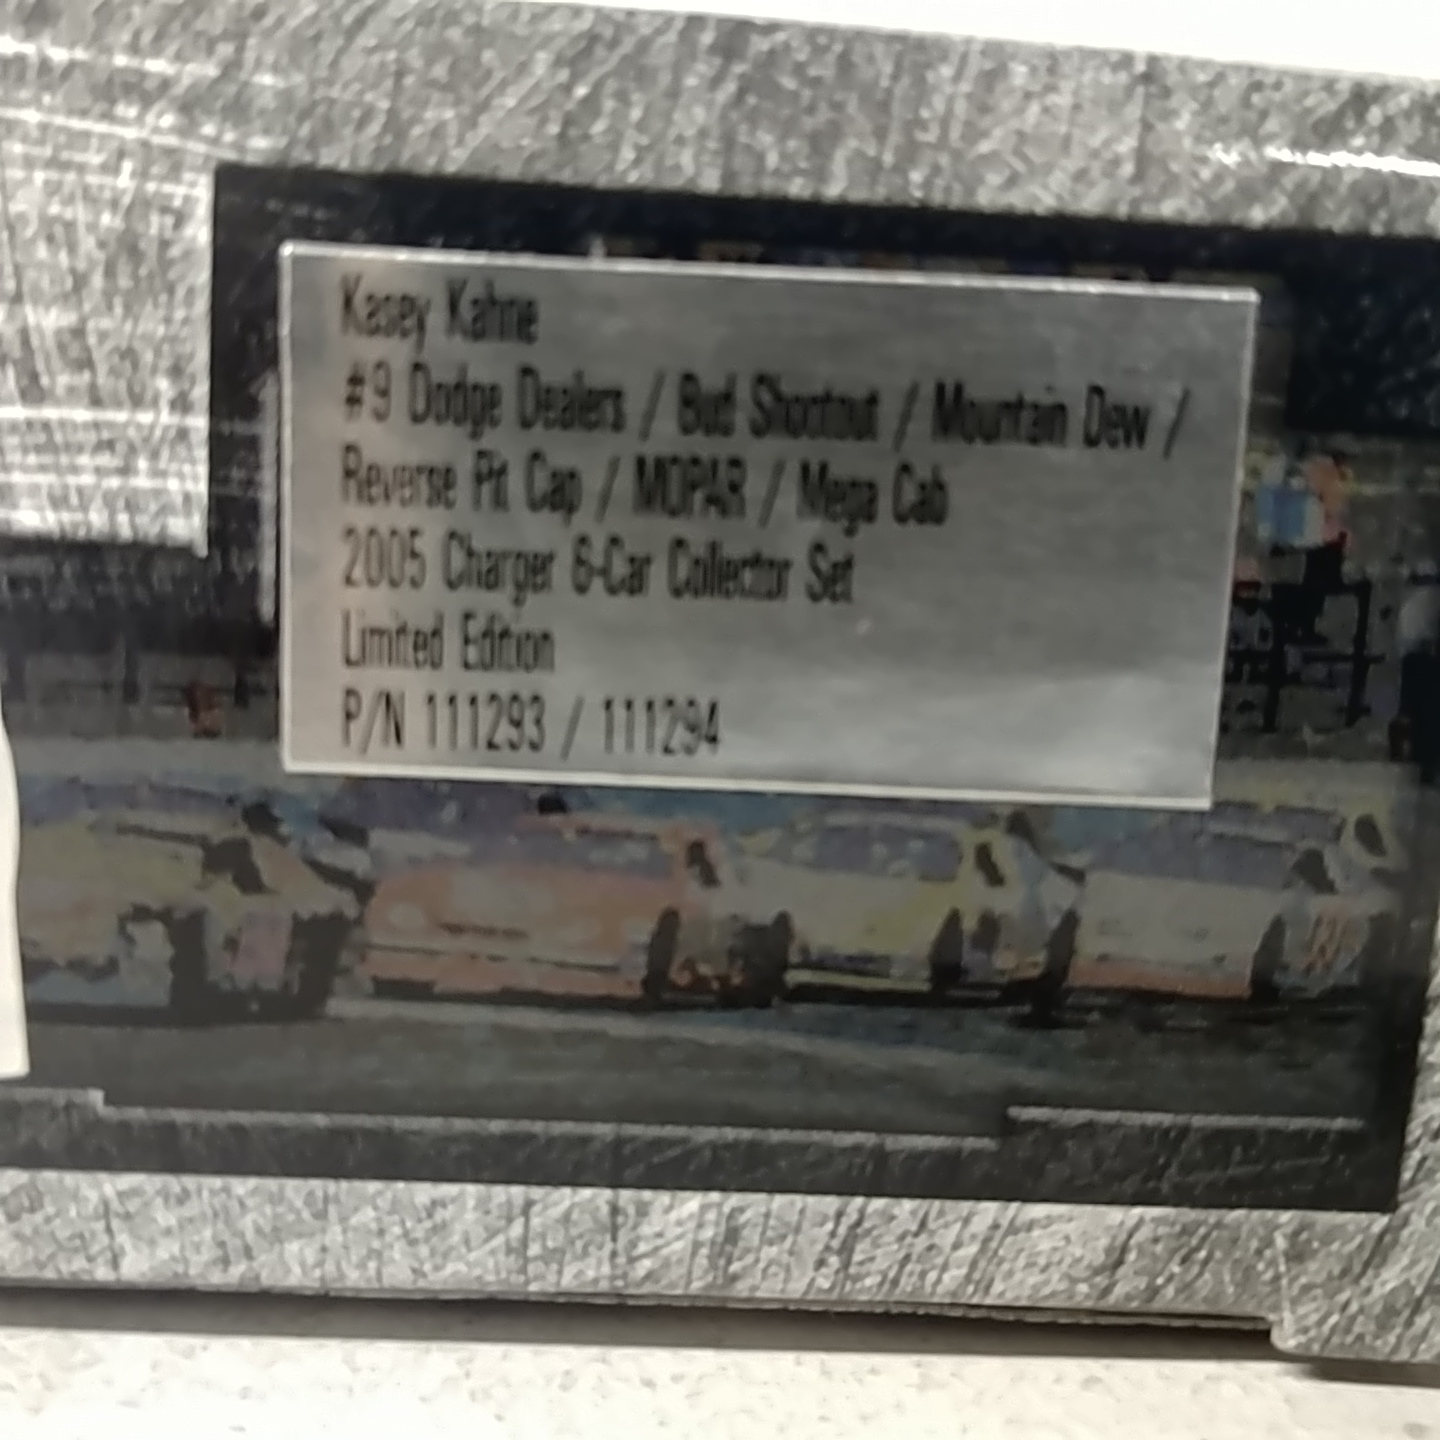 Kasey Kahne
#9 Dodge Dealers / Bud Shootout / Mountain Dew /
Reverse Pit Cap / MOPAR / Mega Cab
2005 Charger 6-Car Collector Set
Limited Edition
P/N 111293 / 111294